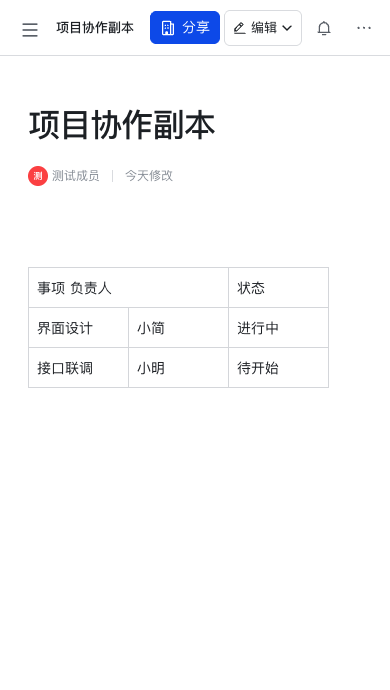 项目协作副本 分享 编辑
项目协作副本
测 测试成员 今天修改
事项 负责人 状态
界面设计 小简 进行中
接口联调 小明 待开始